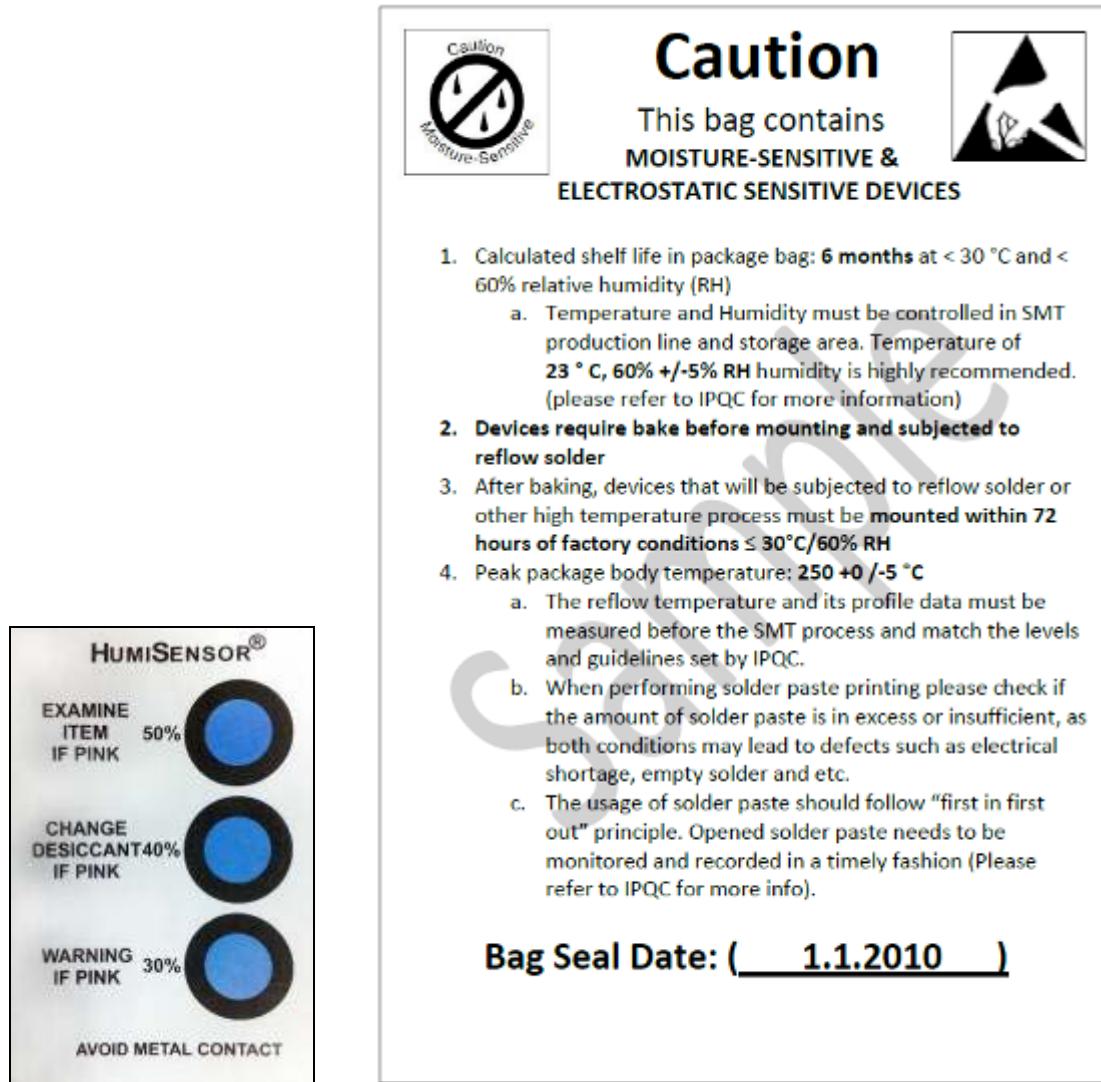 HUMISENSOR®
EXAMINE
ITEM 50%
IF PINK
CHANGE
DESICCANT 40%
IF PINK
WARNING 30%
IF PINK
AVOID METAL CONTACT
Caution
Moisture-Sensitive
Caution
This bag contains
MOISTURE-SENSITIVE &
ELECTROSTATIC SENSITIVE DEVICES
1. Calculated shelf life in package bag: 6 months at < 30 °C and <
60% relative humidity (RH)
a. Temperature and Humidity must be controlled in SMT
production line and storage area. Temperature of
23 ° C, 60% +/-5% RH humidity is highly recommended.
(please refer to IPQC for more information)
2. Devices require bake before mounting and subjected to
reflow solder
3. After baking, devices that will be subjected to reflow solder or
other high temperature process must be mounted within 72
hours of factory conditions ≤ 30°C/60% RH
4. Peak package body temperature: 250 +0 /-5 °C
a. The reflow temperature and its profile data must be
measured before the SMT process and match the levels
and guidelines set by IPQC.
b. When performing solder paste printing please check if
the amount of solder paste is in excess or insufficient, as
both conditions may lead to defects such as electrical
shortage, empty solder and etc.
c. The usage of solder paste should follow “first in first
out” principle. Opened solder paste needs to be
monitored and recorded in a timely fashion (Please
refer to IPQC for more info).
Bag Seal Date: ( 1.1.2010 )
Sample